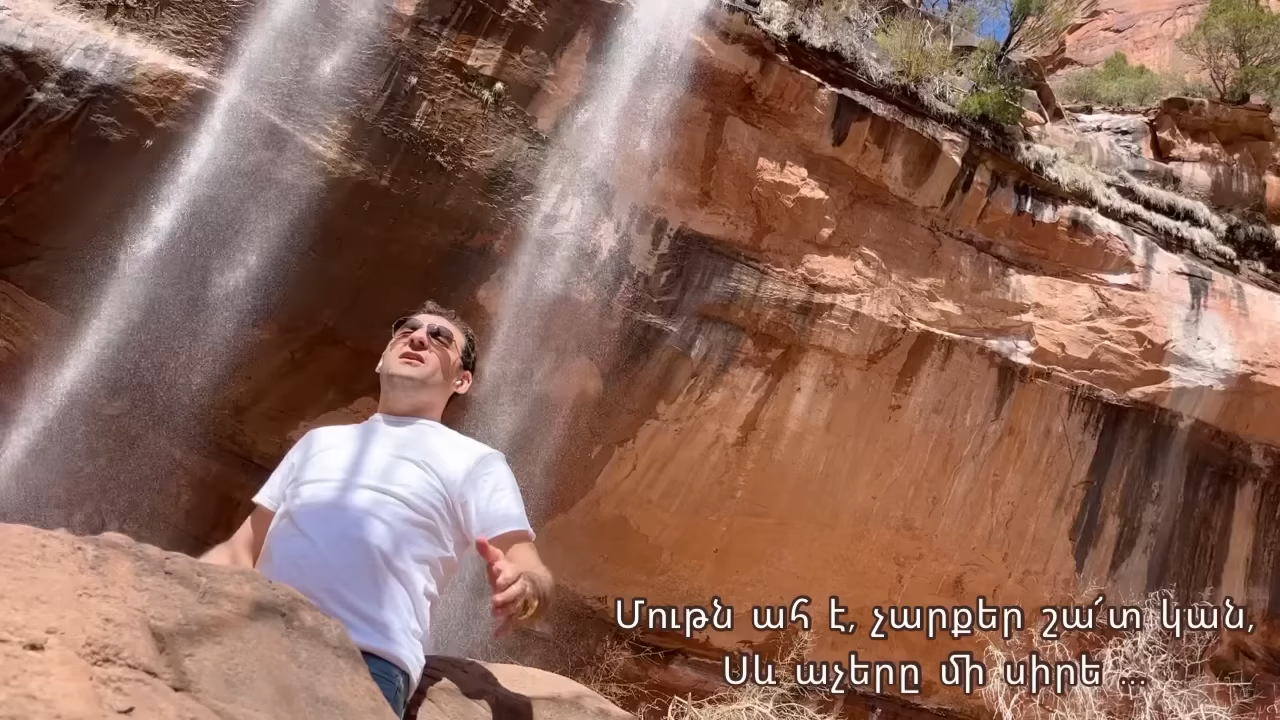 Մութն ահ է, չարքեր շա՜տ կան,
Սև աչերը մի սիրե ...